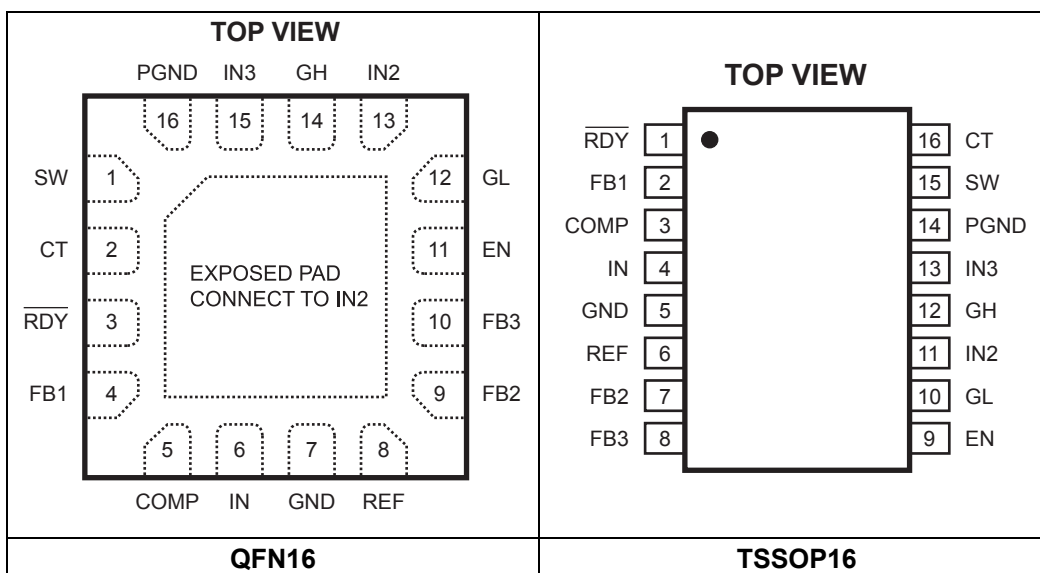 TOP VIEW
PGND IN3 GH IN2
16 15 14 13
SW 1 12 GL
CT 2 11 EN
EXPOSED PAD
CONNECT TO IN2
RDY 3 10 FB3
FB1 4 9 FB2
5 6 7 8
COMP IN GND REF
QFN16
TOP VIEW
RDY 1 16 CT
FB1 2 15 SW
COMP 3 14 PGND
IN 4 13 IN3
GND 5 12 GH
REF 6 11 IN2
FB2 7 10 GL
FB3 8 9 EN
TSSOP16